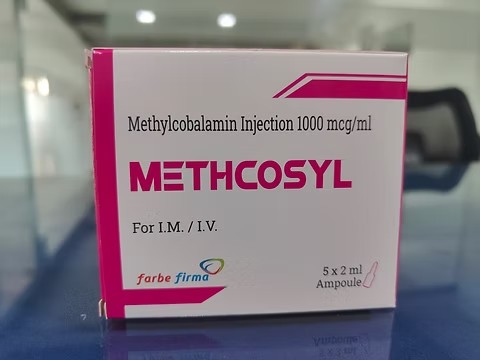 Methylcobalamin Injection 1000 mcg/ml
METHCOSYL
For I.M. / I.V.
farbe firma
5 x 2 ml
Ampoule